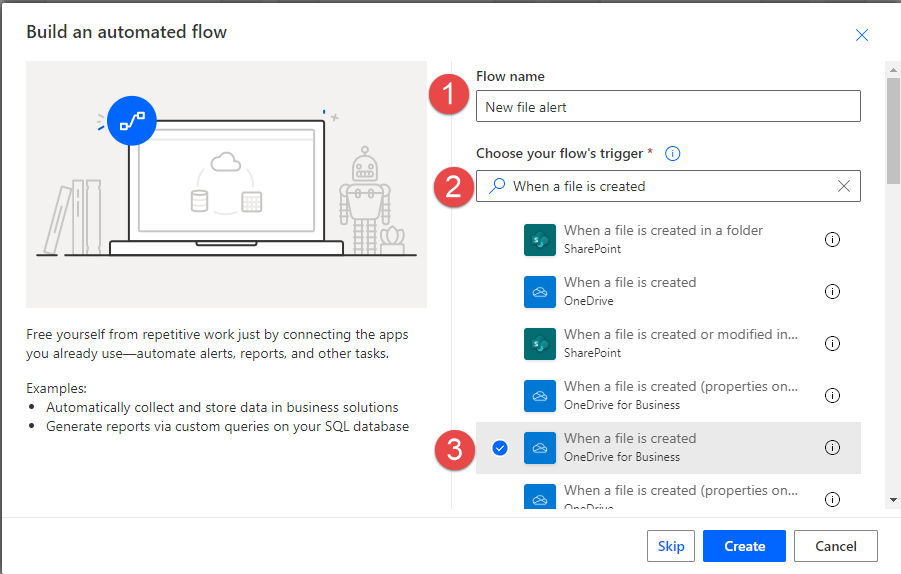 Build an automated flow
Free yourself from repetitive work just by connecting the apps
you already use—automate alerts, reports, and other tasks.
Examples:
• Automatically collect and store data in business solutions
• Generate reports via custom queries on your SQL database
1
Flow name
New file alert
Choose your flow's trigger *
2
When a file is created
When a file is created in a folder
SharePoint
When a file is created
OneDrive
When a file is created or modified in...
SharePoint
When a file is created (properties on...
OneDrive for Business
3
When a file is created
OneDrive for Business
When a file is created (properties on...
OneDrive
Skip
Create
Cancel